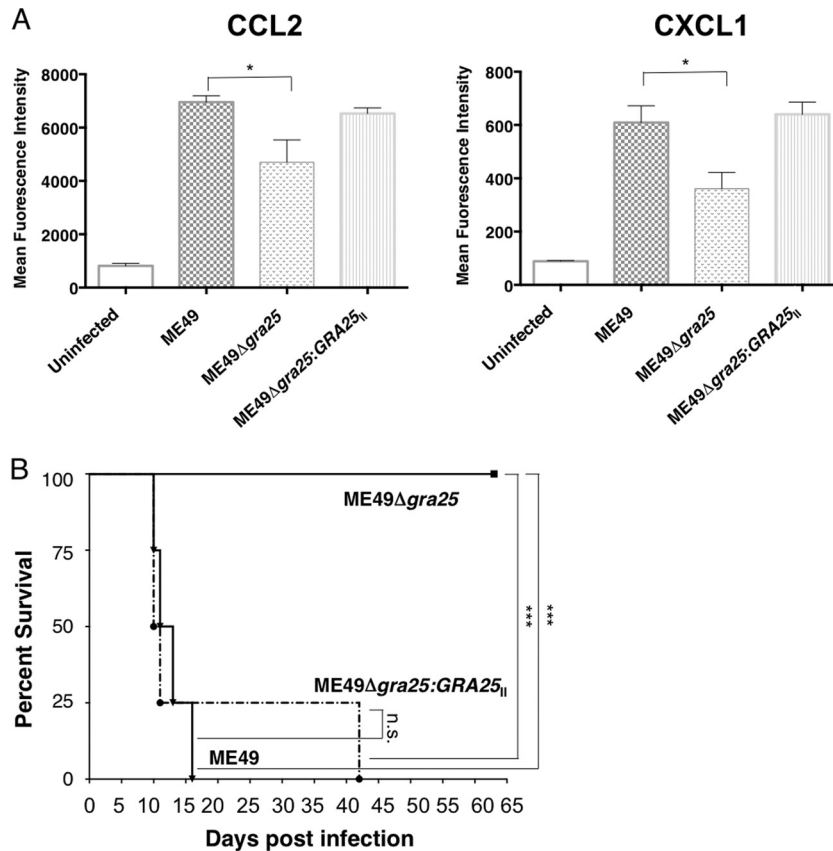 A
CCL2
CXCL1
Mean Fluorescence Intensity
8000
6000
4000
2000
0
*
Uninfected
ME49
ME49Δgra25
ME49Δgra25:GRA25II
Mean Fluorescence Intensity
800
600
400
200
0
*
Uninfected
ME49
ME49Δgra25
ME49Δgra25:GRA25II
B
Percent Survival
100
75
50
25
0
ME49Δgra25
ME49Δgra25:GRA25II
ME49
n.s.
***
***
0 5 10 15 20 25 30 35 40 45 50 55 60 65
Days post infection